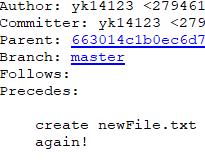 Author: yk14123 <279461
Committer: yk14123 <279
Parent: 663014c1b0ec6d7
Branch: master
Follows:
Precedes:
create newFile.txt
again!